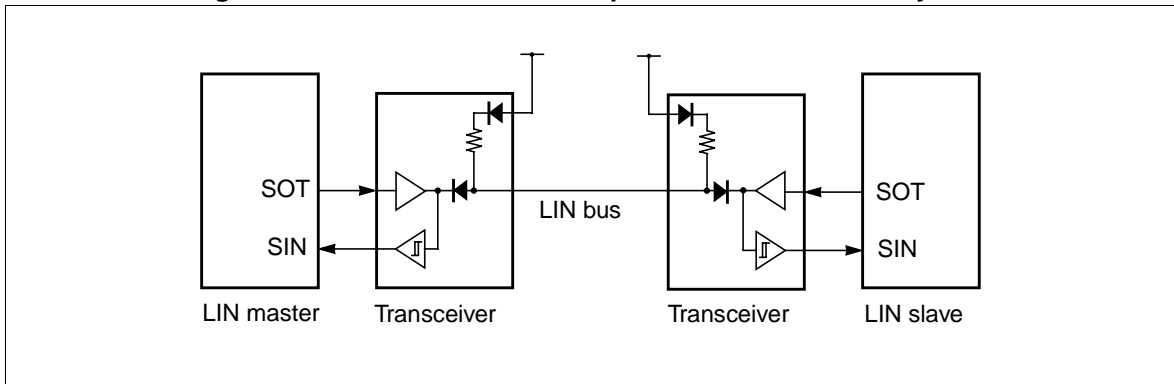 SOT
SIN
LIN bus
SOT
SIN
LIN master
Transceiver
Transceiver
LIN slave